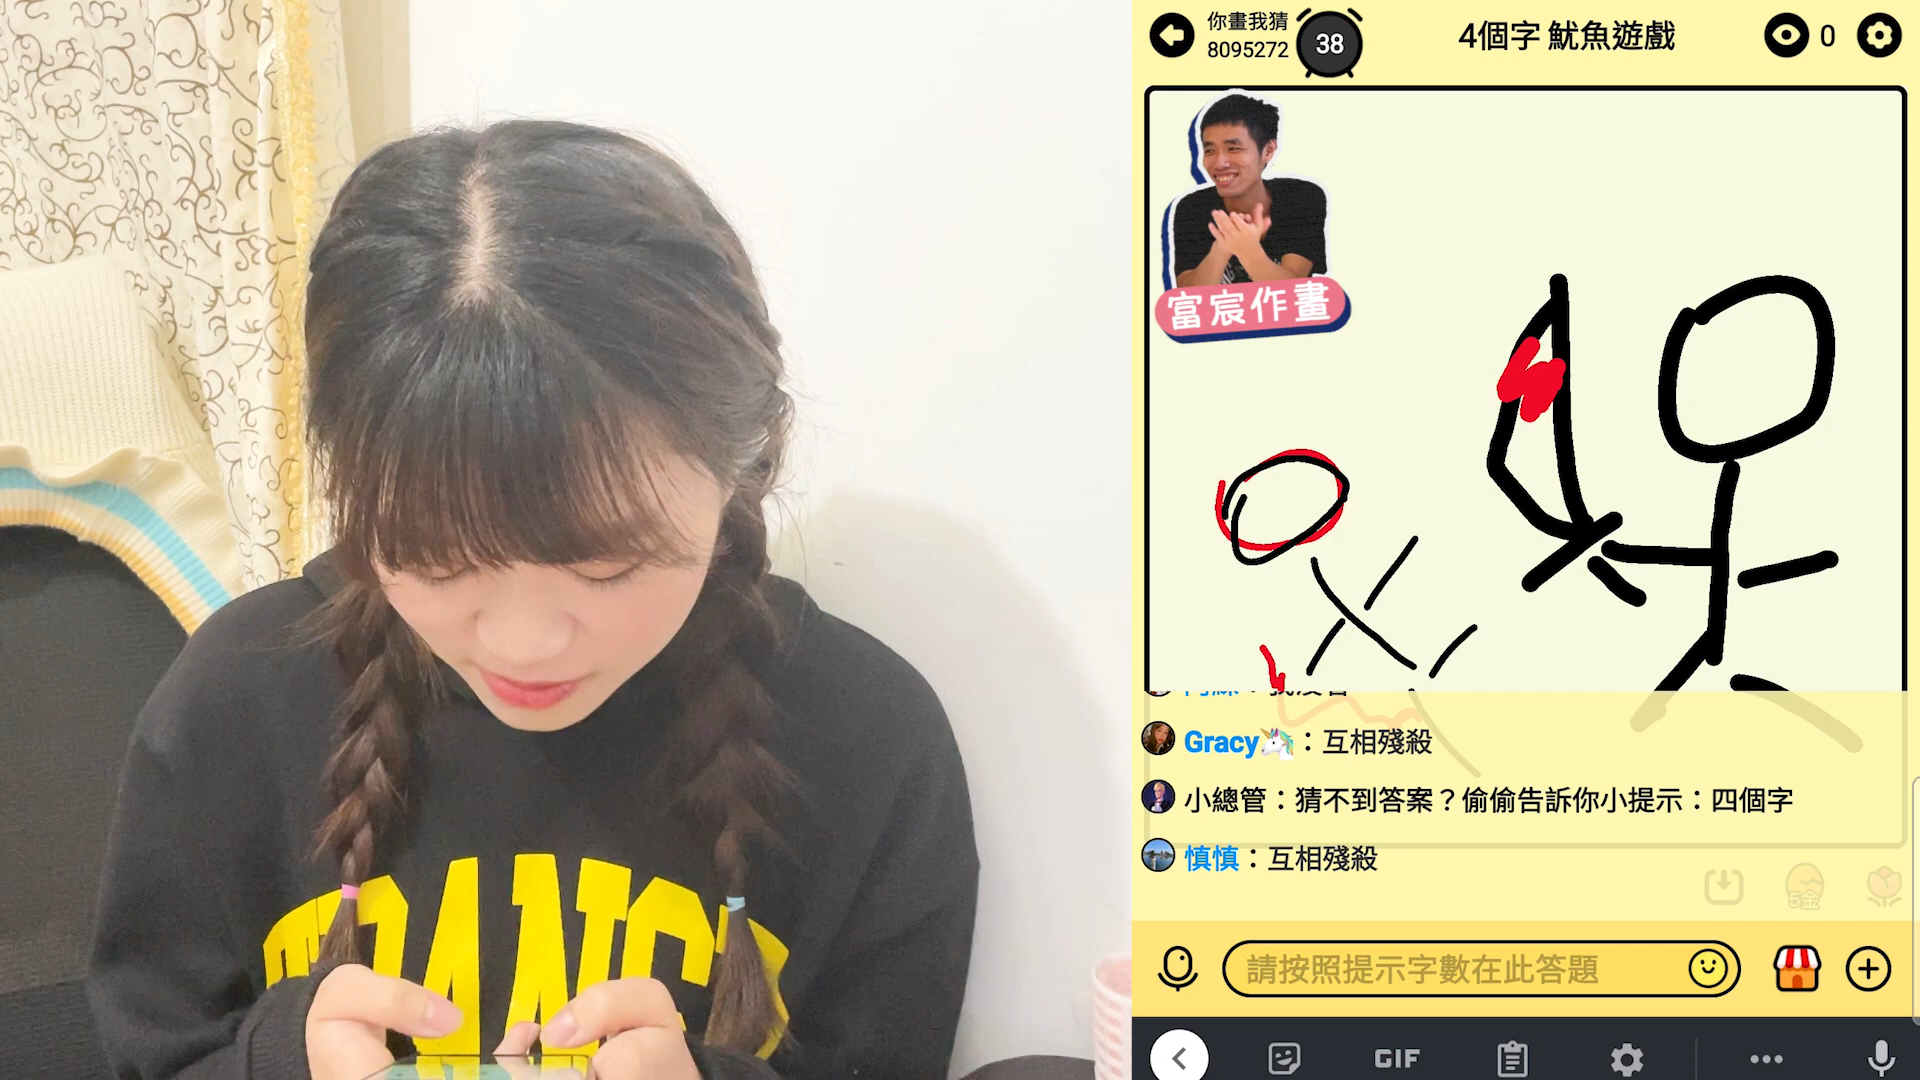 你畫我猜
8095272
38
4個字 魷魚遊戲
0
富宸作畫
Gracy🦄：互相殘殺
小總管：猜不到答案？偷偷告訴你小提示：四個字
慎慎：互相殘殺
5金
請按照提示字數在此答題
GIF